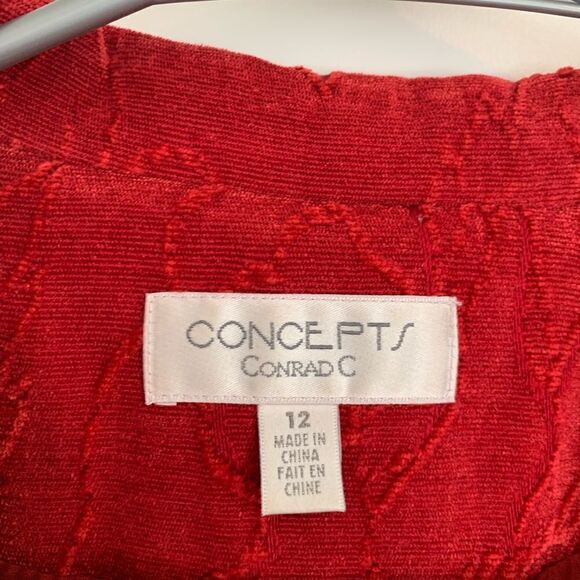 CONCEPTS
CONRAD C
12
MADE IN
CHINA
FAIT EN
CHINE